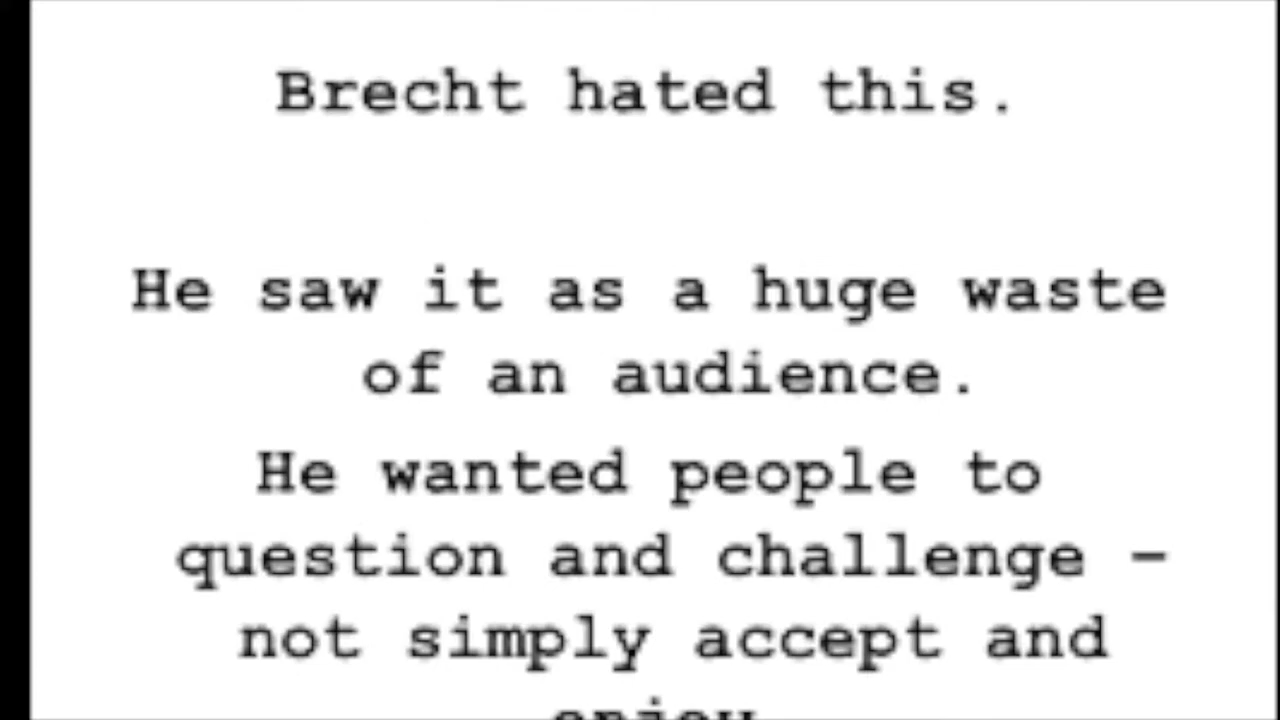 Brecht hated this.
He saw it as a huge waste
of an audience.
He wanted people to
question and challenge –
not simply accept and
enjoy